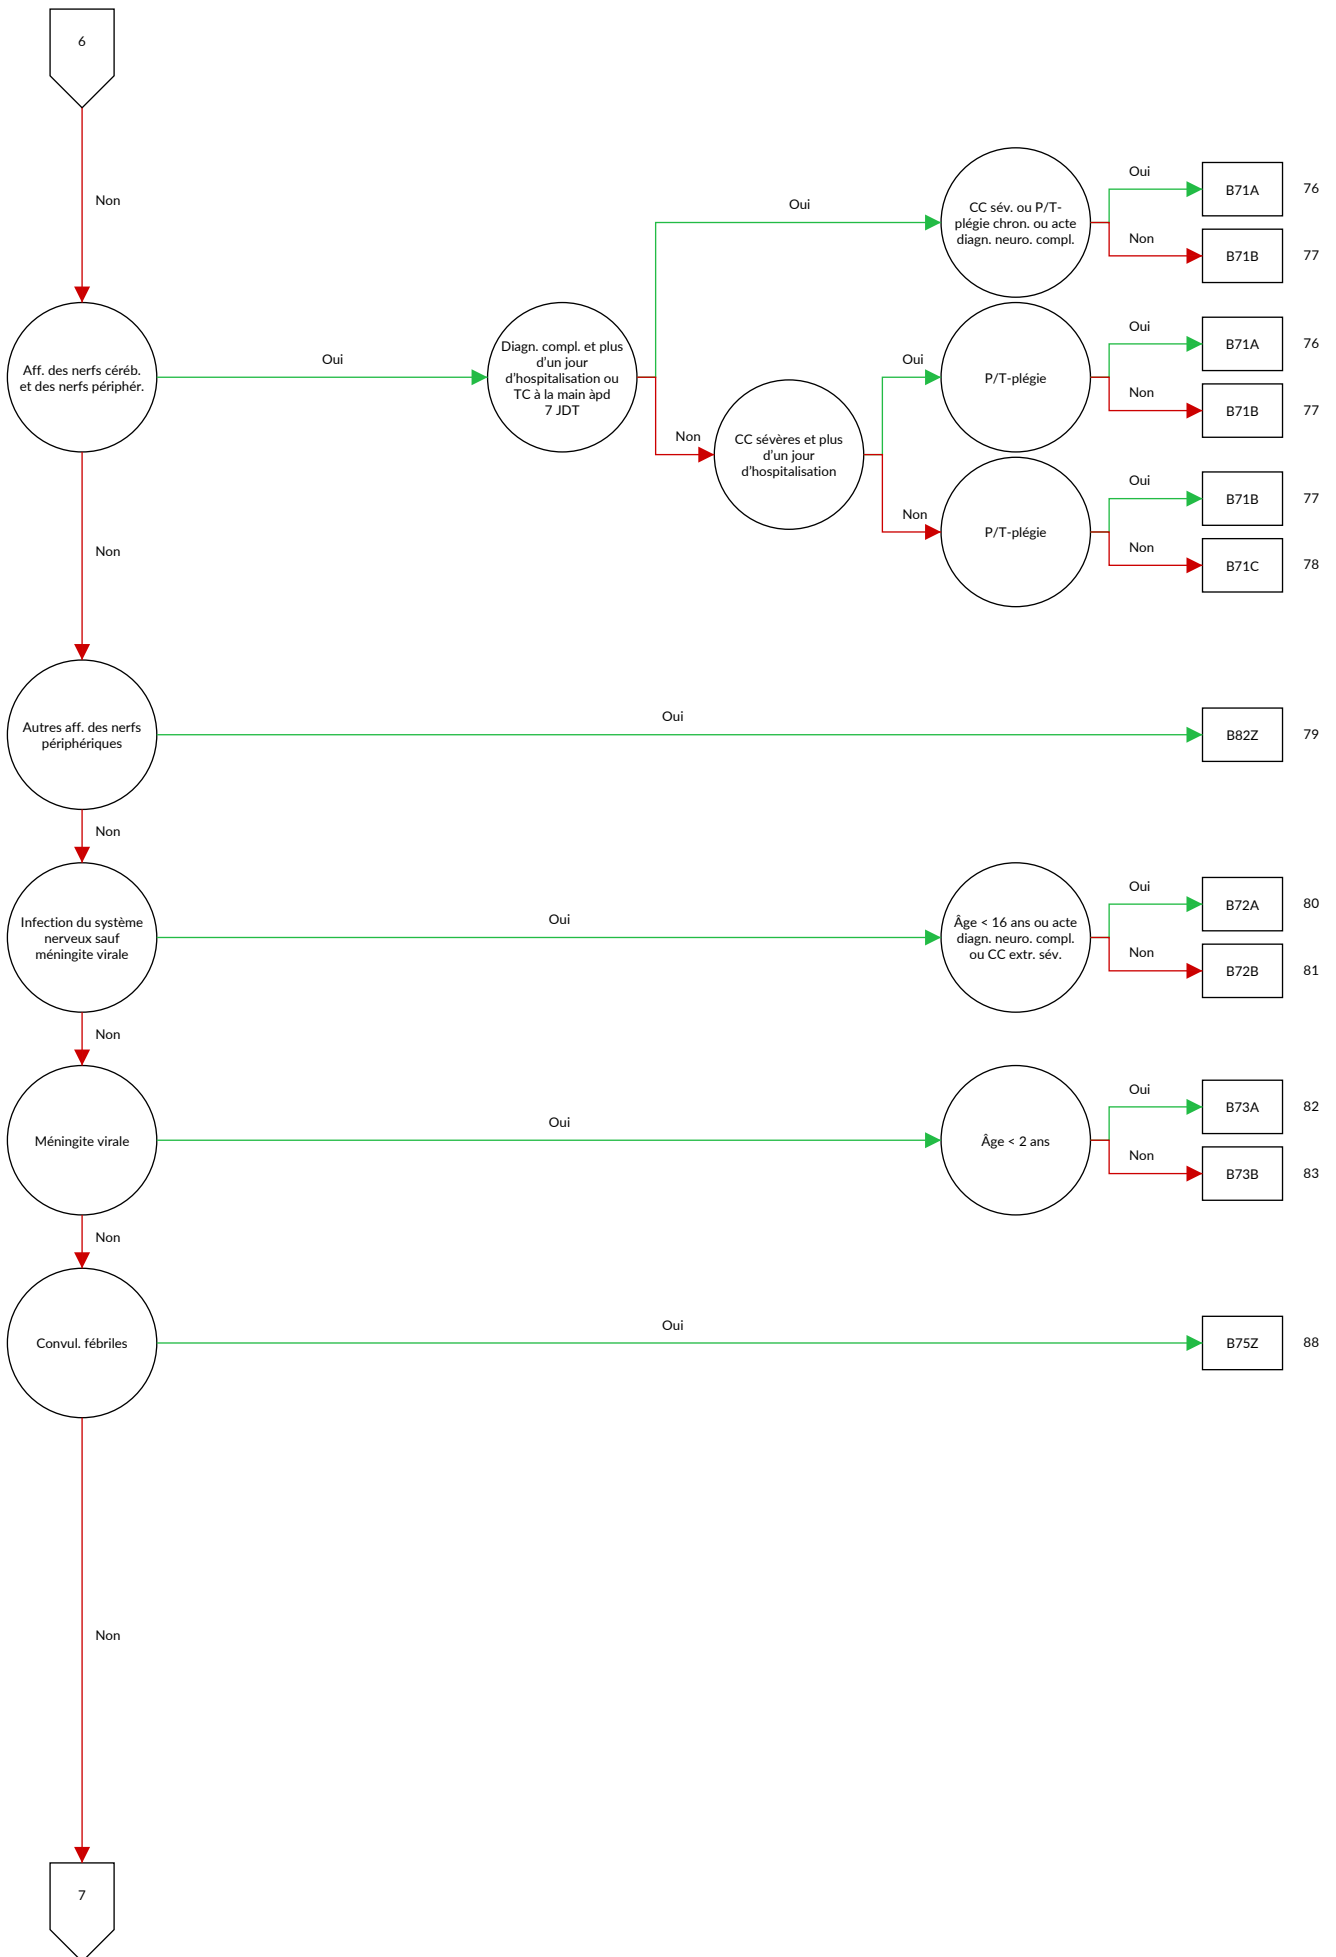 6
Non
Oui
CC sév. ou P/T-
plégie chron. ou acte
diagn. neuro. compl.
Oui
B71A
76
Non
B71B
77
Aff. des nerfs céréb.
et des nerfs périphér.
Oui
Diagn. compl. et plus
d'un jour
d'hospitalisation ou
TC à la main àpd
7 JDT
Non
CC sévères et plus
d'un jour
d'hospitalisation
Oui
P/T-plégie
Oui
B71A
76
Non
B71B
77
Non
P/T-plégie
Oui
B71B
77
Non
B71C
78
Non
Autres aff. des nerfs
périphériques
Oui
B82Z
79
Non
Infection du système
nerveux sauf
méningite virale
Oui
Âge < 16 ans ou acte
diagn. neuro. compl.
ou CC extr. sév.
Oui
B72A
80
Non
B72B
81
Non
Méningite virale
Oui
Âge < 2 ans
Oui
B73A
82
Non
B73B
83
Non
Convul. fébriles
Oui
B75Z
88
Non
7